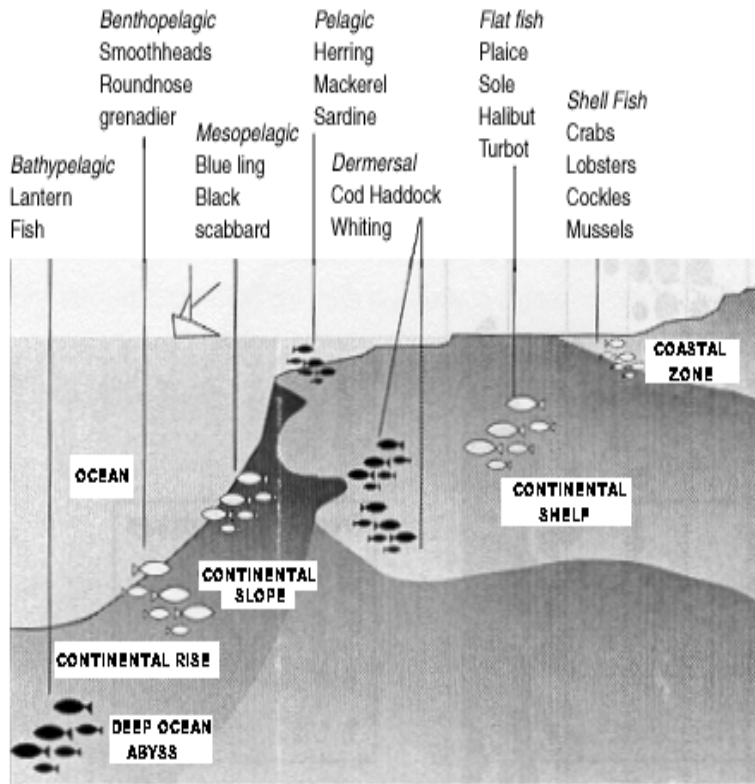 Benthopelagic
Smoothheads
Roundnose
grenadier
Pelagic
Herring
Mackerel
Sardine
Flat fish
Plaice
Sole
Halibut
Turbot
Shell Fish
Crabs
Lobsters
Cockles
Mussels
Bathypelagic
Lantern
Fish
Mesopelagic
Blue ling
Black
scabbard
Dermersal
Cod Haddock
Whiting
COASTAL
ZONE
OCEAN
CONTINENTAL
SHELF
CONTINENTAL
SLOPE
CONTINENTAL RISE
DEEP OCEAN
ABYSS